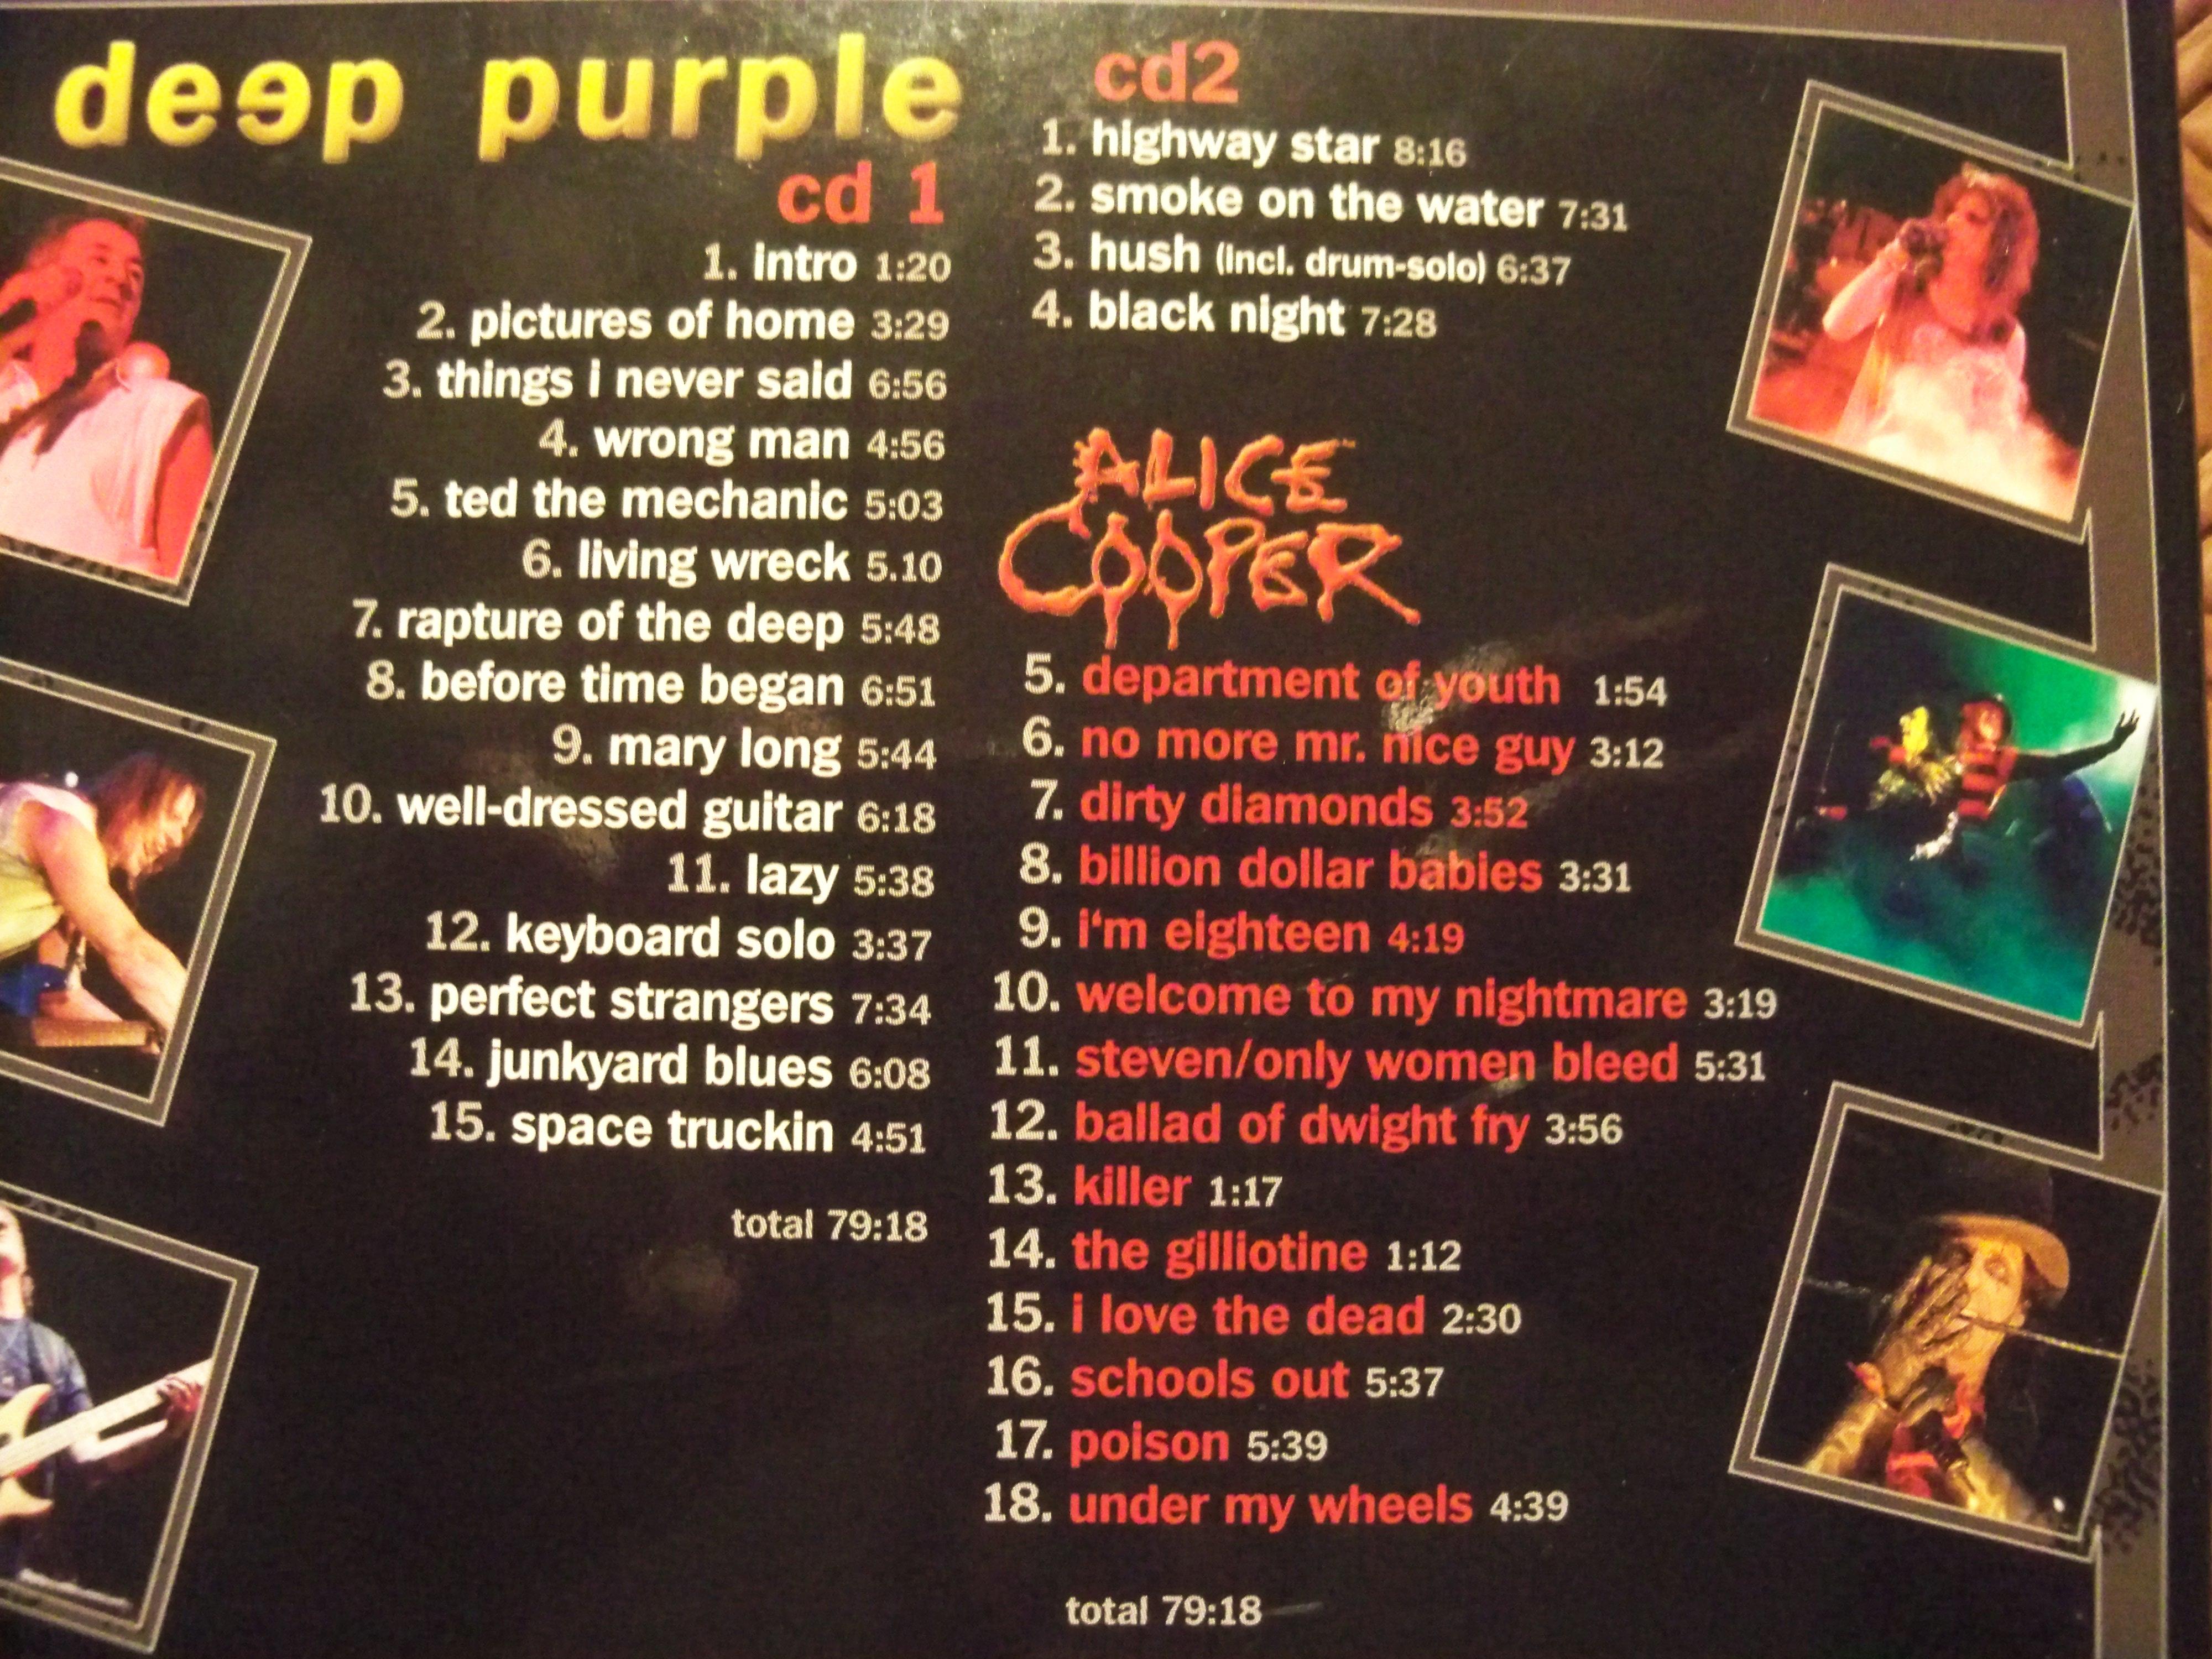 deep purple
cd 1
1. intro 1:20
2. pictures of home 3:29
3. things i never said 6:56
4. wrong man 4:56
5. ted the mechanic 5:03
6. living wreck 5.10
7. rapture of the deep 5:48
8. before time began 6:51
9. mary long 5:44
10. well-dressed guitar 6:18
11. lazy 5:38
12. keyboard solo 3:37
13. perfect strangers 7:34
14. junkyard blues 6:08
15. space truckin 4:51
total 79:18
cd2
1. highway star 8:16
2. smoke on the water 7:31
3. hush (incl. drum-solo) 6:37
4. black night 7:28
ALICE
COOPER
5. department of youth 1:54
6. no more mr. nice guy 3:12
7. dirty diamonds 3:52
8. billion dollar babies 3:31
9. i‘m eighteen 4:19
10. welcome to my nightmare 3:19
11. steven/only women bleed 5:31
12. ballad of dwight fry 3:56
13. killer 1:17
14. the gilliotine 1:12
15. i love the dead 2:30
16. schools out 5:37
17. poison 5:39
18. under my wheels 4:39
total 79:18